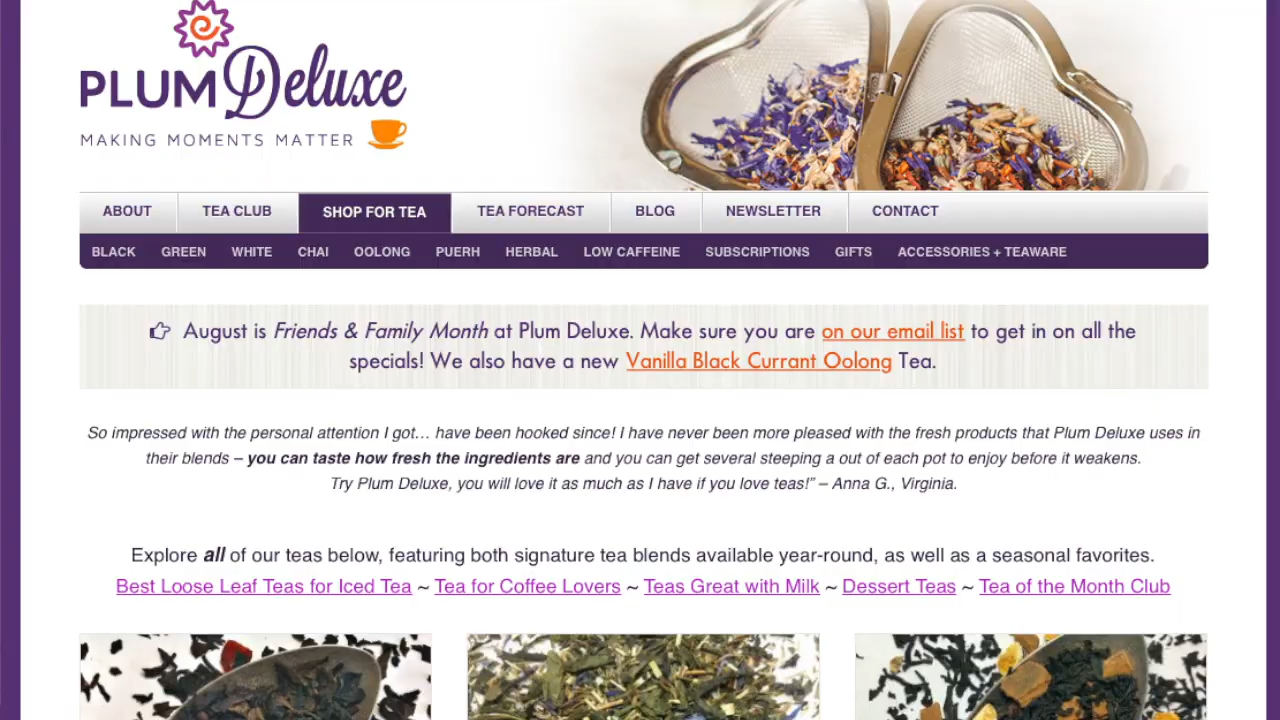 PLUM Deluxe
MAKING MOMENTS MATTER
ABOUT TEA CLUB SHOP FOR TEA TEA FORECAST BLOG NEWSLETTER CONTACT
BLACK GREEN WHITE CHAI OOLONG PUERH HERBAL LOW CAFFEINE SUBSCRIPTIONS GIFTS ACCESSORIES + TEAWARE
August is Friends & Family Month at Plum Deluxe. Make sure you are on our email list to get in on all the
specials! We also have a new Vanilla Black Currant Oolong Tea.
So impressed with the personal attention I got… have been hooked since! I have never been more pleased with the fresh products that Plum Deluxe uses in
their blends – you can taste how fresh the ingredients are and you can get several steeping a out of each pot to enjoy before it weakens.
Try Plum Deluxe, you will love it as much as I have if you love teas!” – Anna G., Virginia.
Explore all of our teas below, featuring both signature tea blends available year-round, as well as a seasonal favorites.
Best Loose Leaf Teas for Iced Tea ~ Tea for Coffee Lovers ~ Teas Great with Milk ~ Dessert Teas ~ Tea of the Month Club